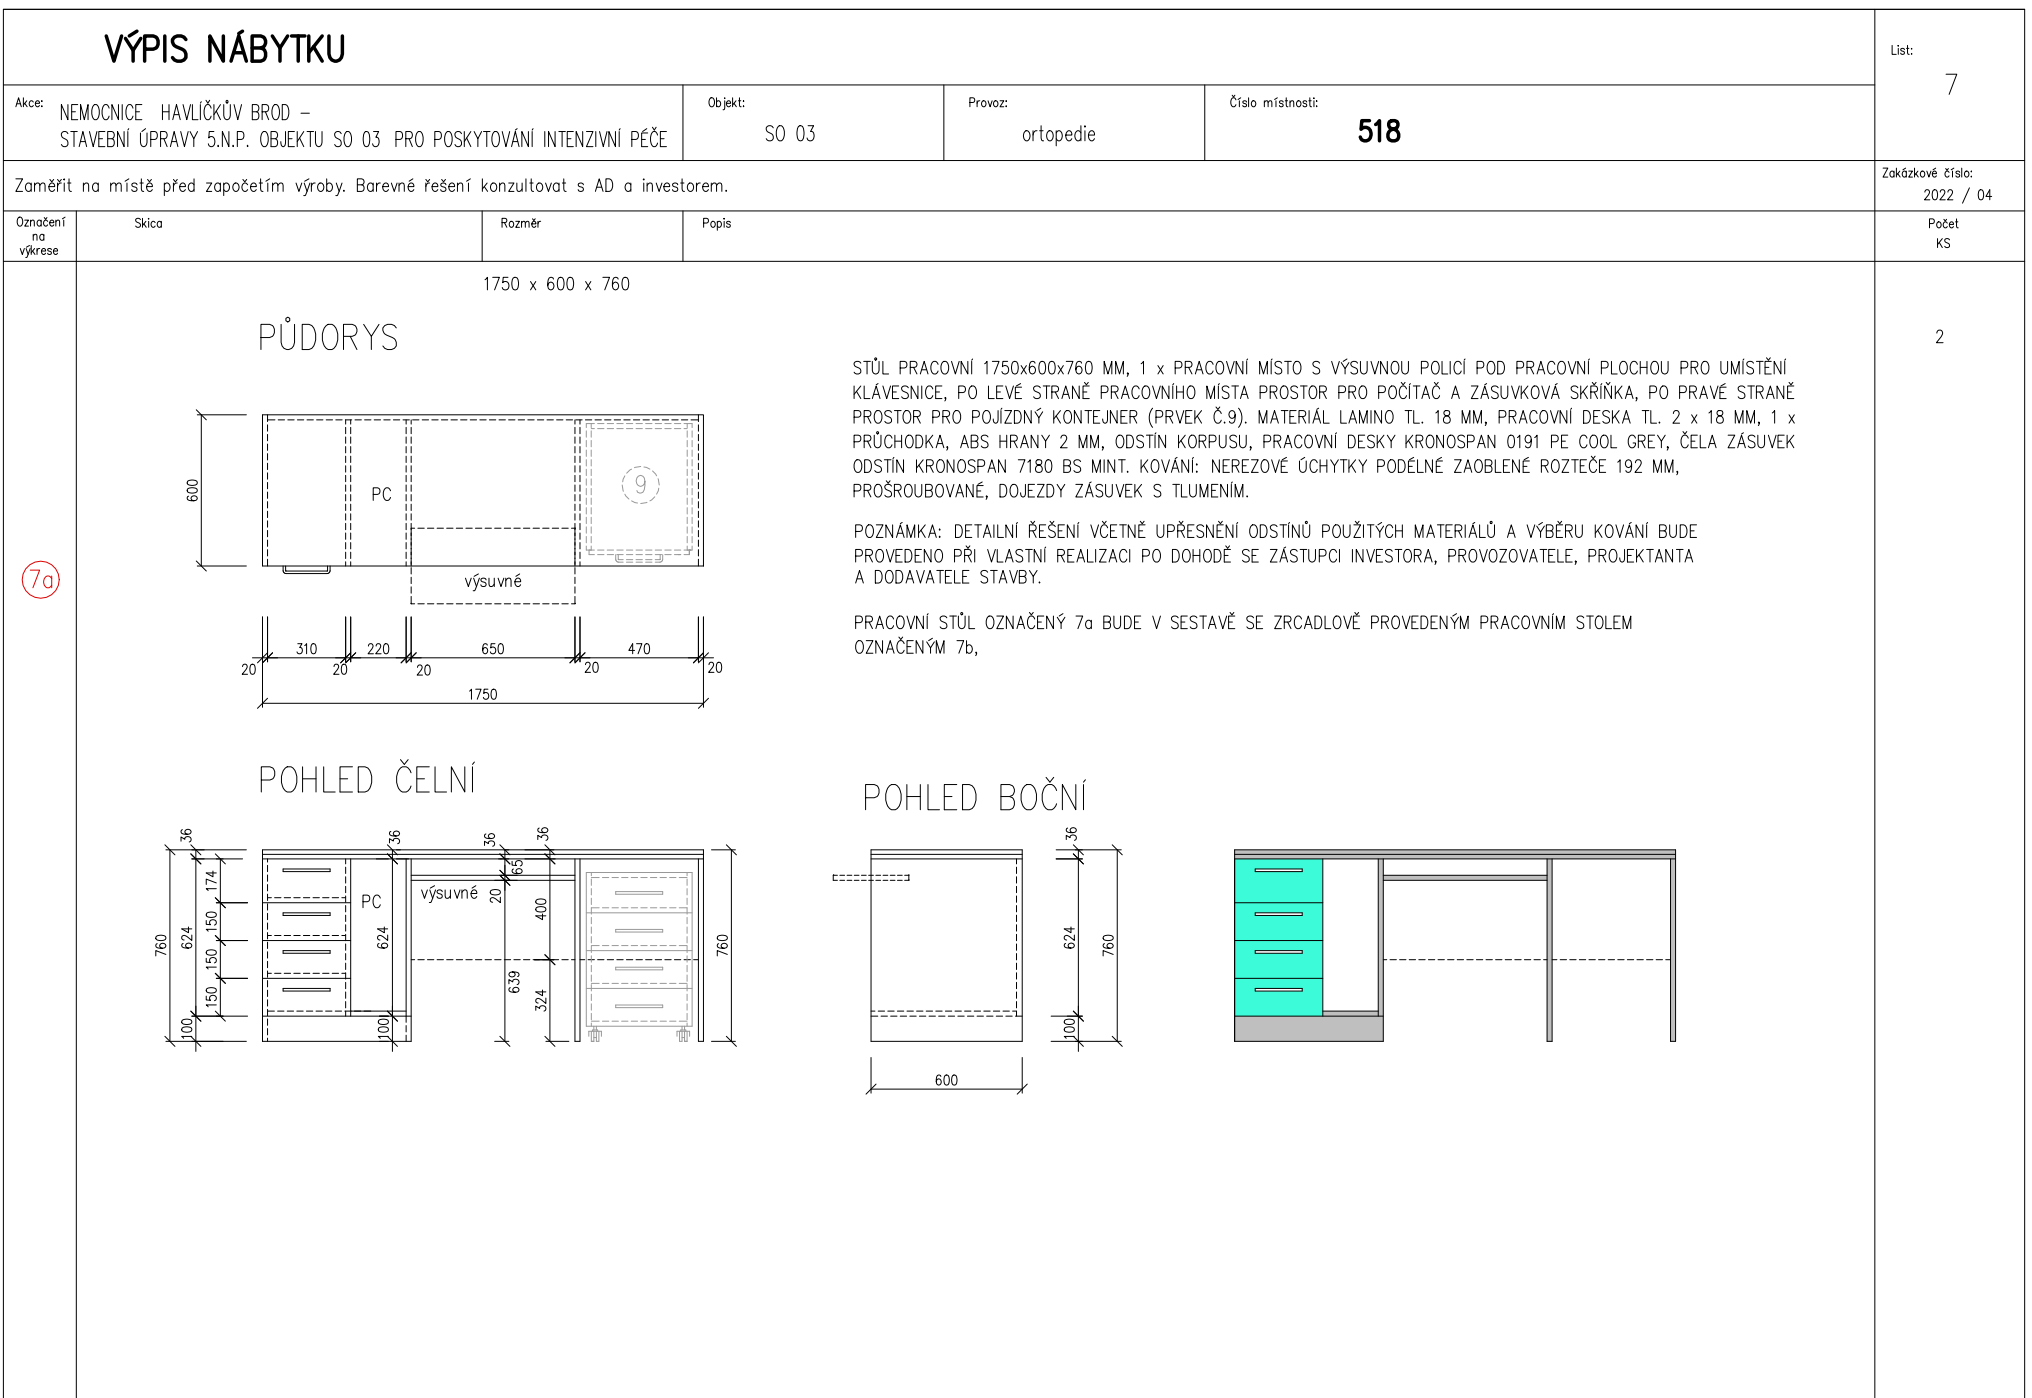 VÝPIS NÁBYTKU
List:
7
Akce:
NEMOCNICE HAVLÍČKŮV BROD –
STAVEBNÍ ÚPRAVY 5.N.P. OBJEKTU SO 03 PRO POSKYTOVÁNÍ INTENZIVNÍ PÉČE
Objekt:
SO 03
Provoz:
ortopedie
Číslo místnosti:
518
Zaměřit na místě před započetím výroby. Barevné řešení konzultovat s AD a investorem.
Zakázkové číslo:
2022 / 04
Označení
na
výkrese
Skica
Rozměr
Popis
Počet
KS
1750 x 600 x 760
2
7a
PŮDORYS
600
PC
9
výsuvné
310
220
650
470
20
20
20
20
20
1750
STŮL PRACOVNÍ 1750x600x760 MM, 1 x PRACOVNÍ MÍSTO S VÝSUVNOU POLICÍ POD PRACOVNÍ PLOCHOU PRO UMÍSTĚNÍ
KLÁVESNICE, PO LEVÉ STRANĚ PRACOVNÍHO MÍSTA PROSTOR PRO POČÍTAČ A ZÁSUVKOVÁ SKŘÍŇKA, PO PRAVÉ STRANĚ
PROSTOR PRO POJÍZDNÝ KONTEJNER (PRVEK Č.9). MATERIÁL LAMINO TL. 18 MM, PRACOVNÍ DESKA TL. 2 x 18 MM, 1 x
PRŮCHODKA, ABS HRANY 2 MM, ODSTÍN KORPUSU, PRACOVNÍ DESKY KRONOSPAN 0191 PE COOL GREY, ČELA ZÁSUVEK
ODSTÍN KRONOSPAN 7180 BS MINT. KOVÁNÍ: NEREZOVÉ ÚCHYTKY PODÉLNÉ ZAOBLENÉ ROZTEČE 192 MM,
PROŠROUBOVANÉ, DOJEZDY ZÁSUVEK S TLUMENÍM.
POZNÁMKA: DETAILNÍ ŘEŠENÍ VČETNĚ UPŘESNĚNÍ ODSTÍNŮ POUŽITÝCH MATERIÁLŮ A VÝBĚRU KOVÁNÍ BUDE
PROVEDENO PŘI VLASTNÍ REALIZACI PO DOHODĚ SE ZÁSTUPCI INVESTORA, PROVOZOVATELE, PROJEKTANTA
A DODAVATELE STAVBY.
PRACOVNÍ STŮL OZNAČENÝ 7a BUDE V SESTAVĚ SE ZRCADLOVĚ PROVEDENÝM PRACOVNÍM STOLEM
OZNAČENÝM 7b,
POHLED ČELNÍ
36
36
36
36
760
624
174
150
150
150
100
PC
624
100
výsuvné
65
20
639
400
324
760
POHLED BOČNÍ
36
624
760
100
600